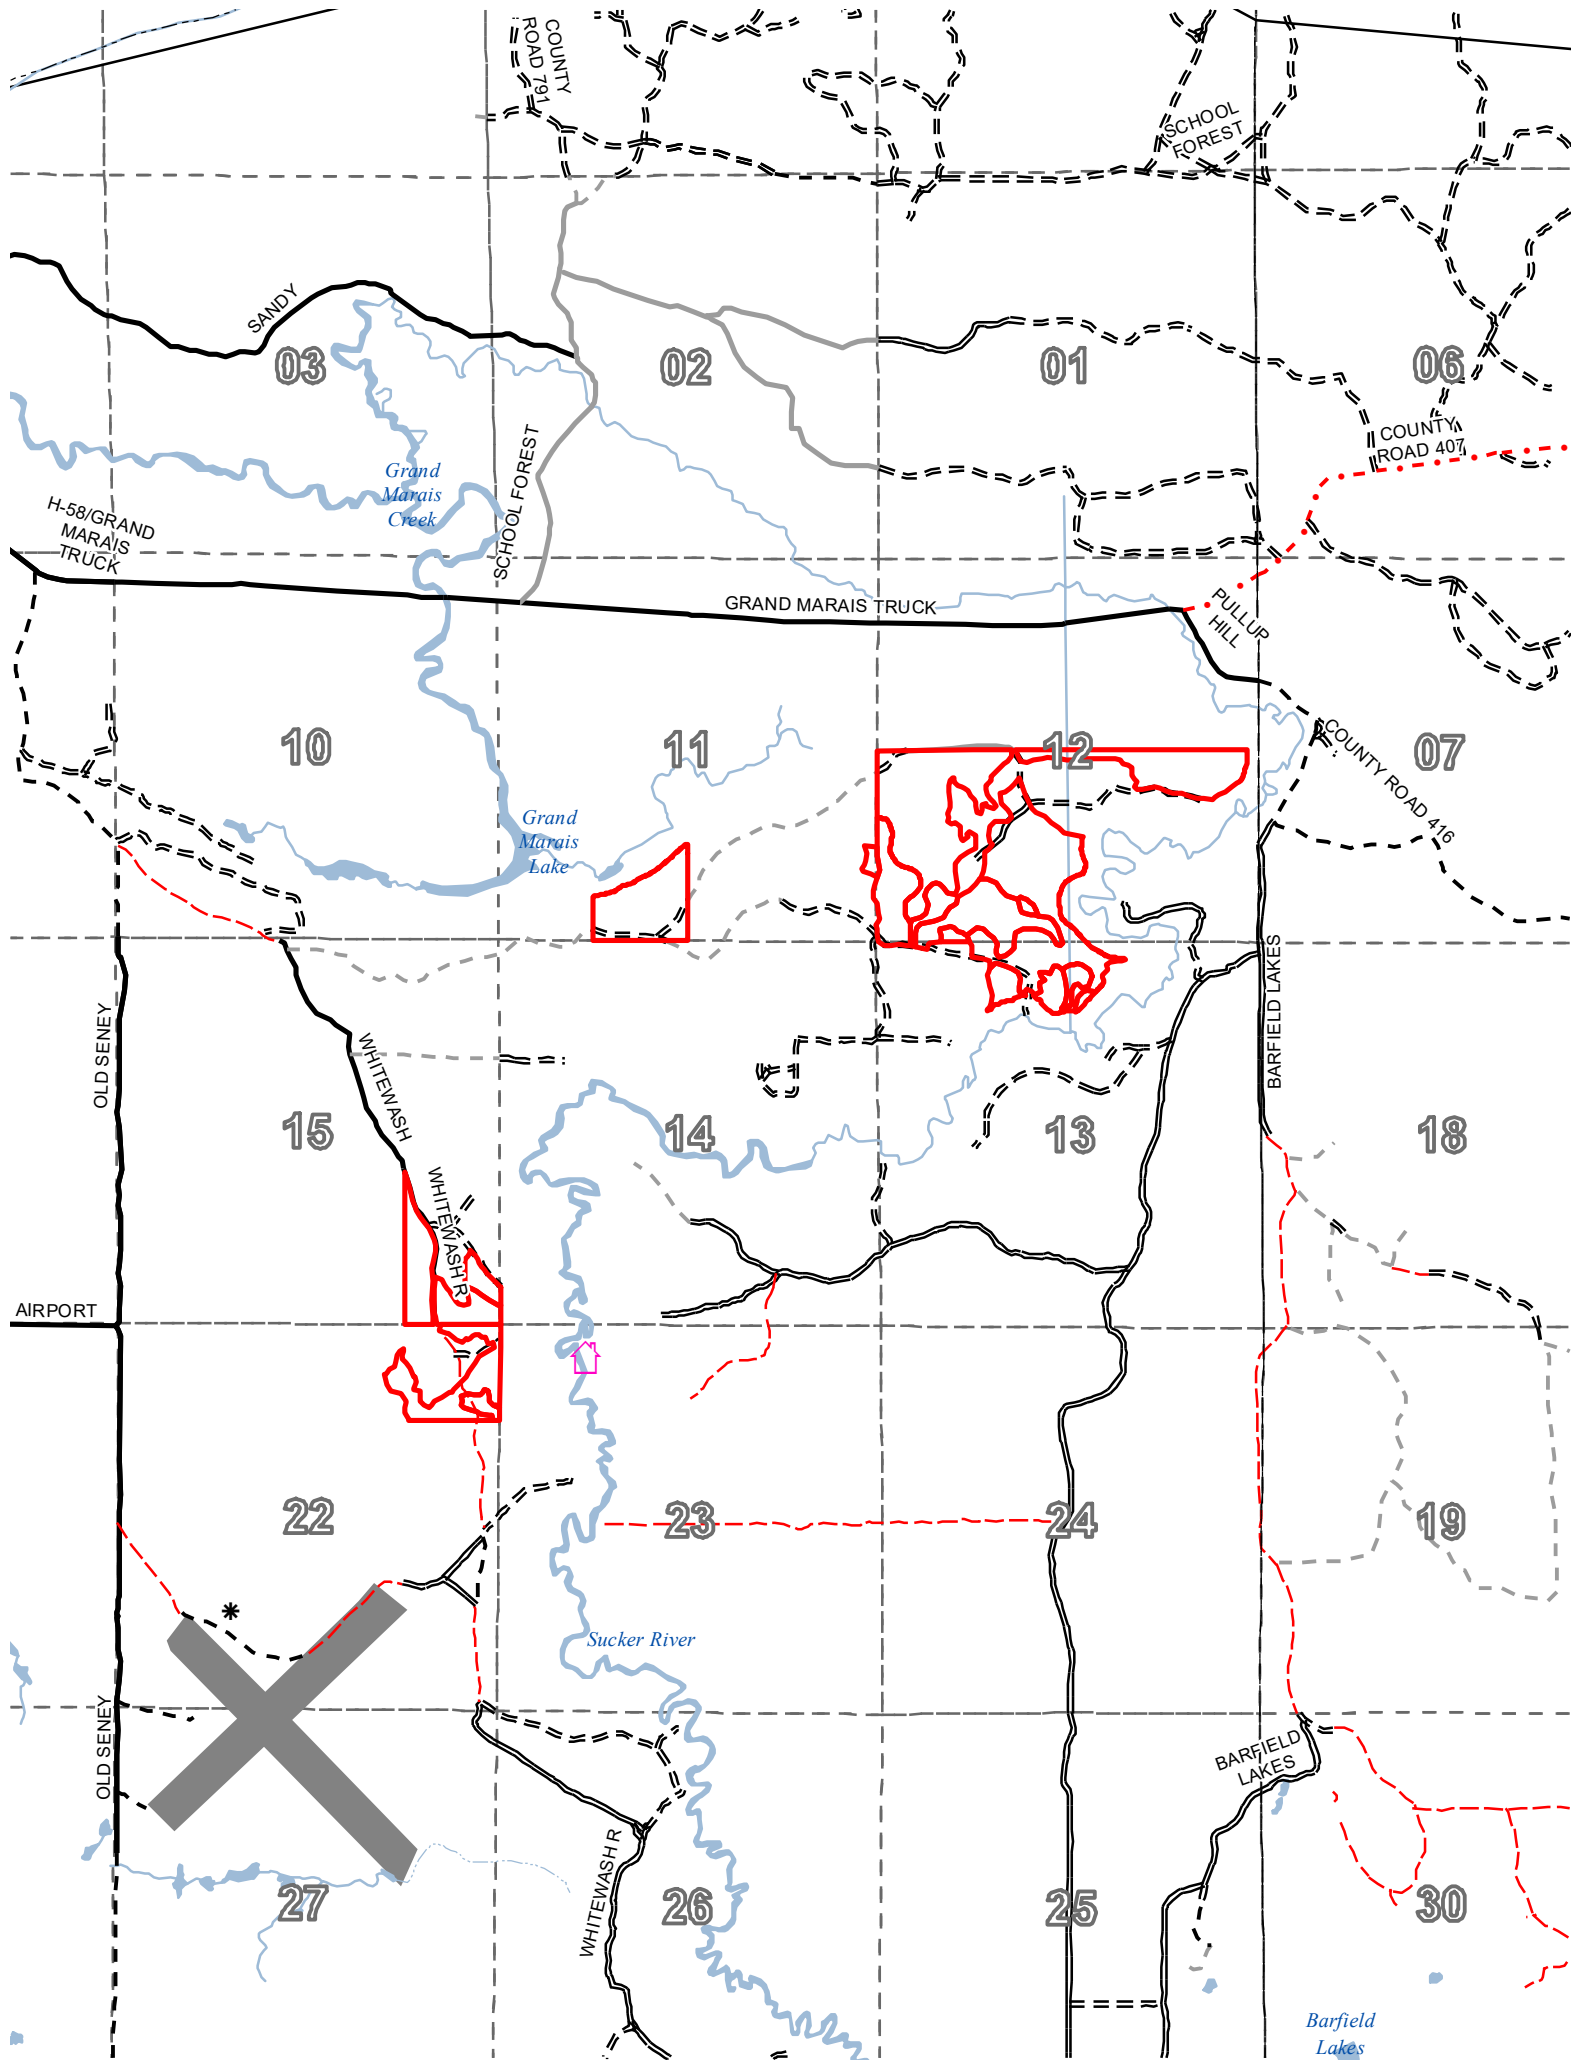 COUNTY
ROAD 791
SCHOOL
FOREST
SANDY
03
02
01
06
COUNTY
ROAD 407
Grand
Marais
Creek
SCHOOL FOREST
H-58/GRAND
MARAIS
TRUCK
GRAND MARAIS TRUCK
PULLUP
HILL
10
11
12
07
COUNTY ROAD 416
Grand
Marais
Lake
OLD SENEY
WHITEWASH
BARFIELD LAKES
15
14
13
18
WHITEWASH R
AIRPORT
22
23
24
19
Sucker River
OLD SENEY
BARFIELD
LAKES
WHITEWASH R
27
26
25
30
Barfield
Lakes